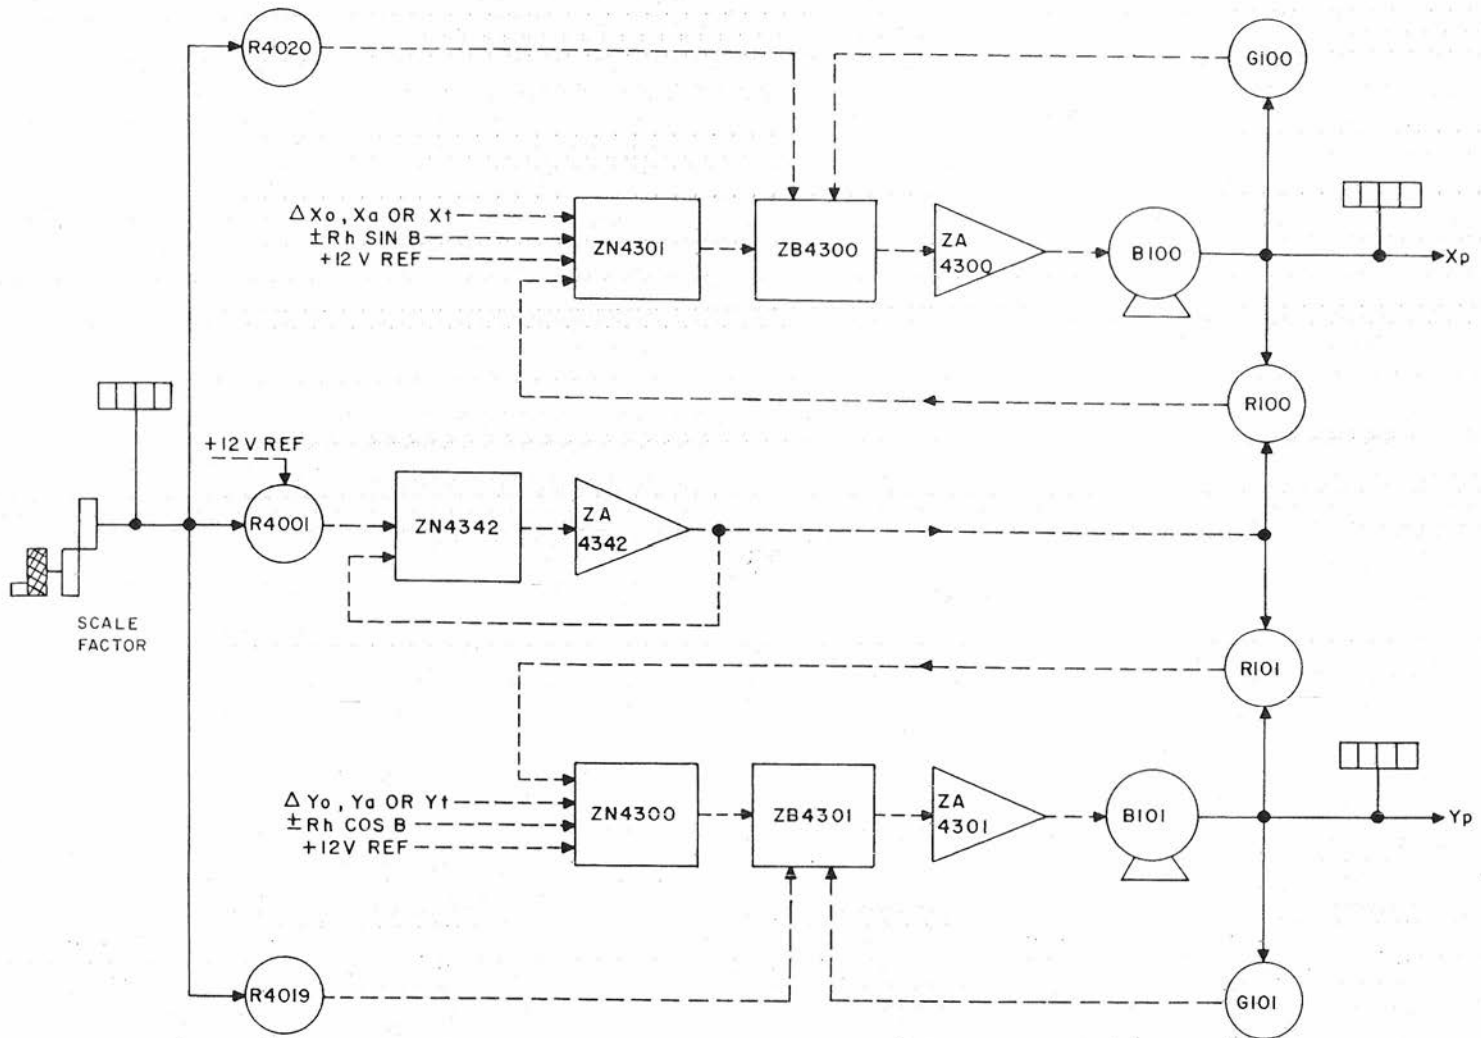 R4020
G100
Δ Xo, Xa OR Xt
±Rh SIN B
+12 V REF
ZN4301
ZB4300
ZA
4300
B100
Xp
R100
+12 V REF
R4001
ZN4342
ZA
4342
SCALE
FACTOR
R101
Δ Yo, Ya OR Yt
±Rh COS B
+12V REF
ZN4300
ZB4301
ZA
4301
B101
Yp
R4019
G101